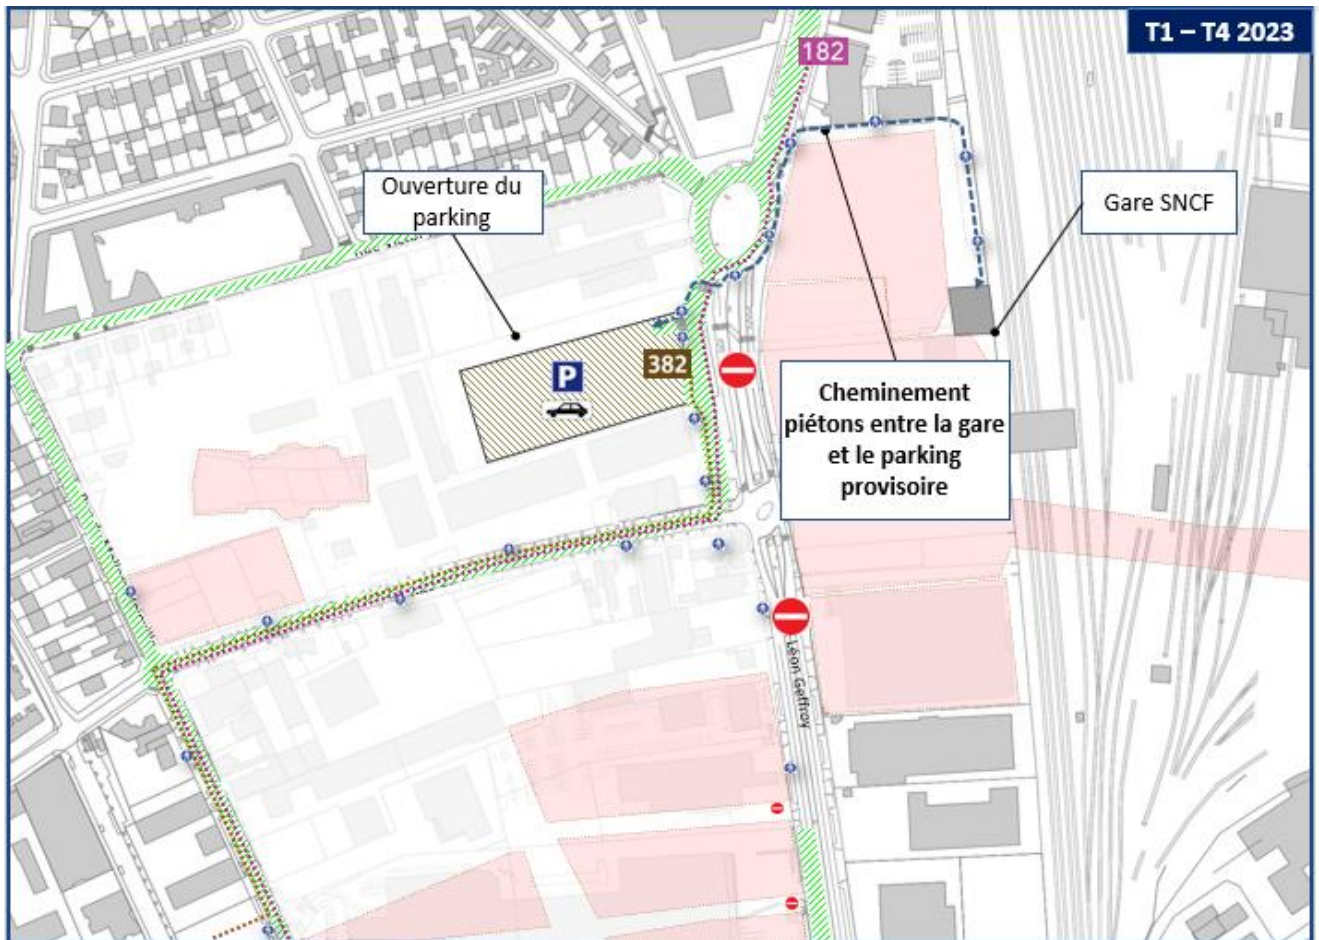 T1 – T4 2023
182
Ouverture du
parking
Gare SNCF
382
P
Cheminement
piétons entre la gare
et le parking
provisoire
Léon Geffroy